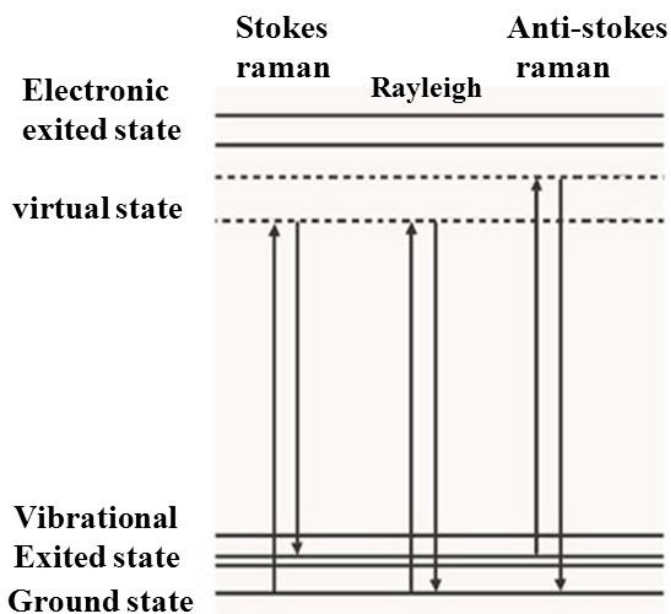 Stokes
raman
Rayleigh
Anti-stokes
raman
Electronic
exited state
virtual state
Vibrational
Exited state
Ground state